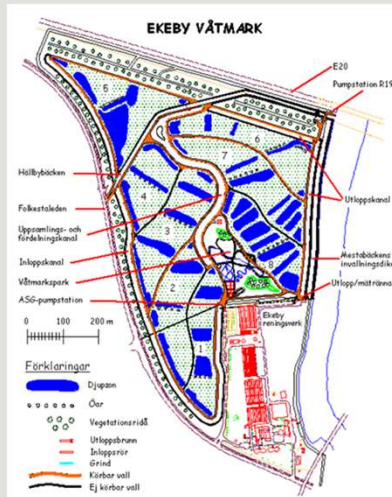 EKEBY VÅTMARK
E20
Pumpstation R19
5
6
7
Hällbybäcken
4
Utloppskanal
Folkestaleden
3
Uppsamlings- och
fördelningskanal
Mestabäckens
invallningsdike
Inloppskanal
8
Våtmarkspark
2
Utlopp/mätränna
ASG-pumpstation
Ekeby
reningsverk
0 100 200 m
1
Förklaringar
Djupzon
Öar
Vegetationsridå
Utloppsbrunn
Inloppsrör
Grind
Körbar vall
Ej körbar vall